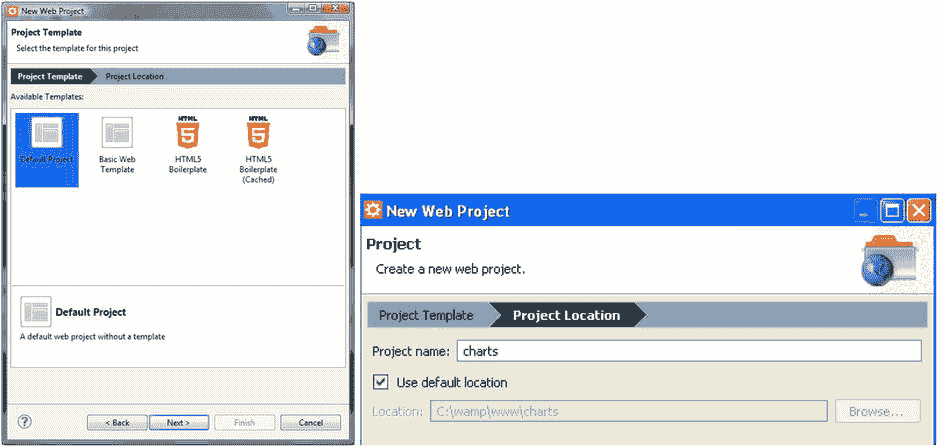 New Web Project
Project Template
Select the template for this project
Project Template Project Location
Available Templates:
Default Project
Basic Web Template
HTML 5
HTML5 Boilerplate
HTML 5
HTML5 Boilerplate (Cached)
Default Project
A default web project without a template
? < Back Next > Finish Cancel
New Web Project
Project
Create a new web project.
Project Template Project Location
Project name: charts
Use default location
Location: C:\wamp\www\charts Browse...